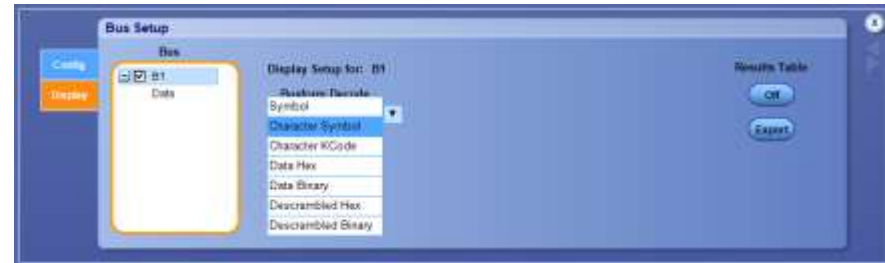 Bus Setup
Bus
Config
Display
B1
Data
Display Setup for: B1
Decode
Symbol
Character Symbol
Character KCode
Data Hex
Data Binary
Descrambled Hex
Descrambled Binary
Results Table
Off
Export